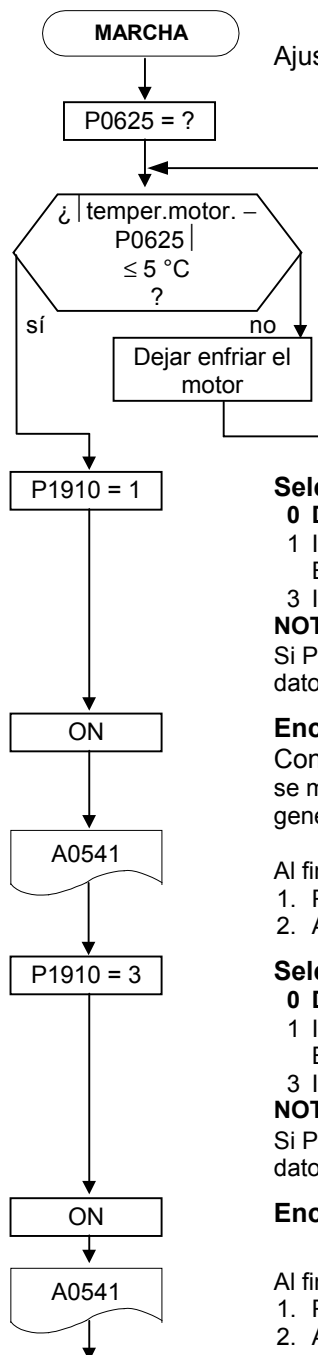 MARCHA
Ajus
P0625 = ?
¿ |temper.motor. –
P0625|
≤ 5 °C
?
sí
no
Dejar enfriar el
motor
P1910 = 1
Sele
0
1 I
3 I
NOT
Si P
dato
ON
Enc
Con
se m
gene
A0541
Al fin
1.
2. A
P1910 = 3
Sele
0
1 I
3 I
NOT
Si P
dato
ON
Enc
A0541
Al fin
1.
2. A